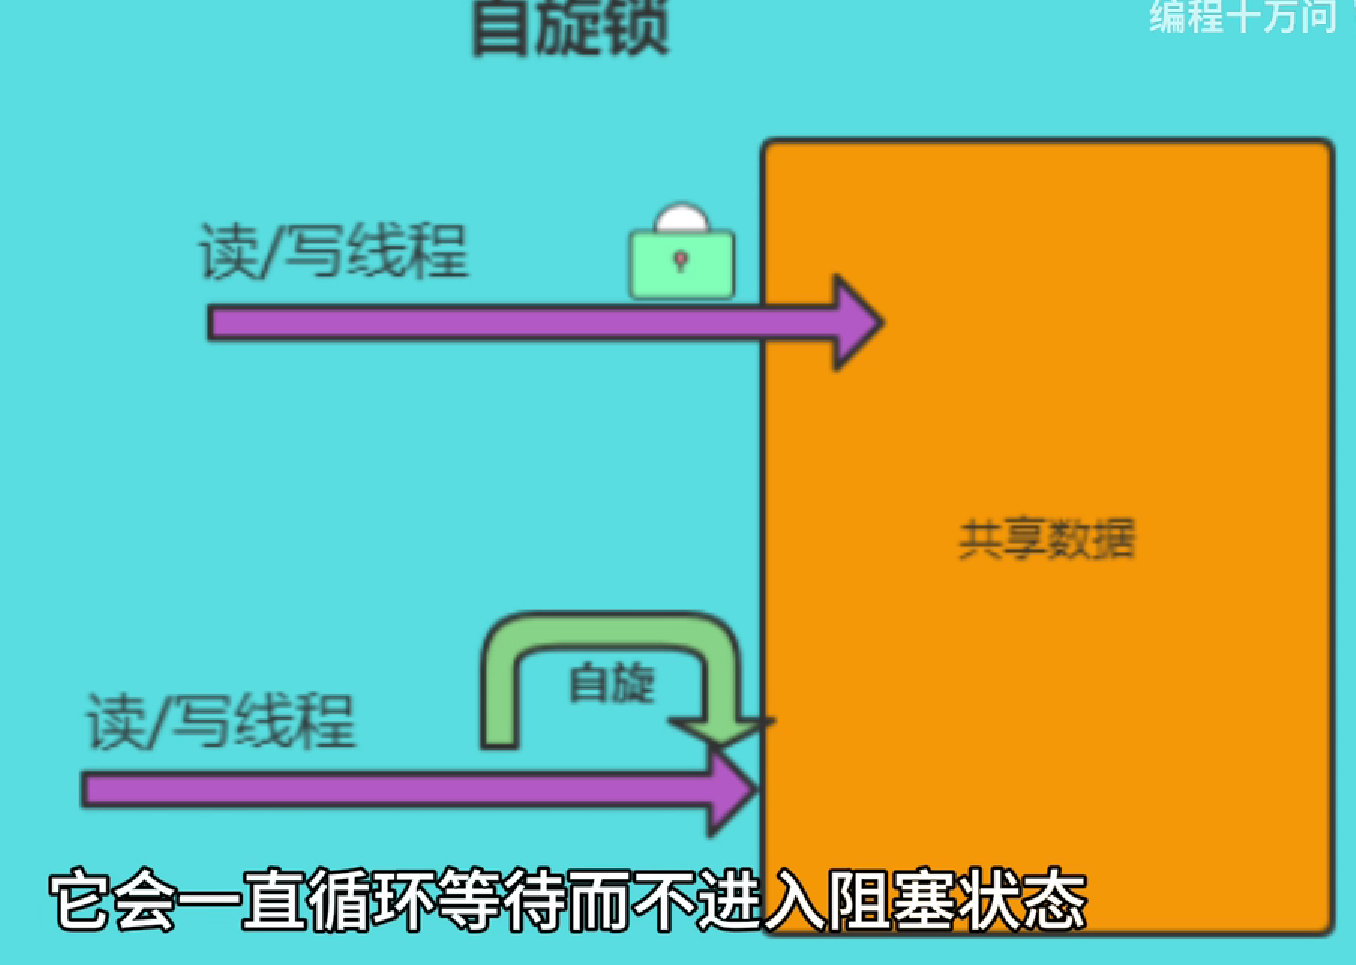 自旋锁
编程十万问
读/写线程
共享数据
自旋
读/写线程
它会一直循环等待而不进入阻塞状态